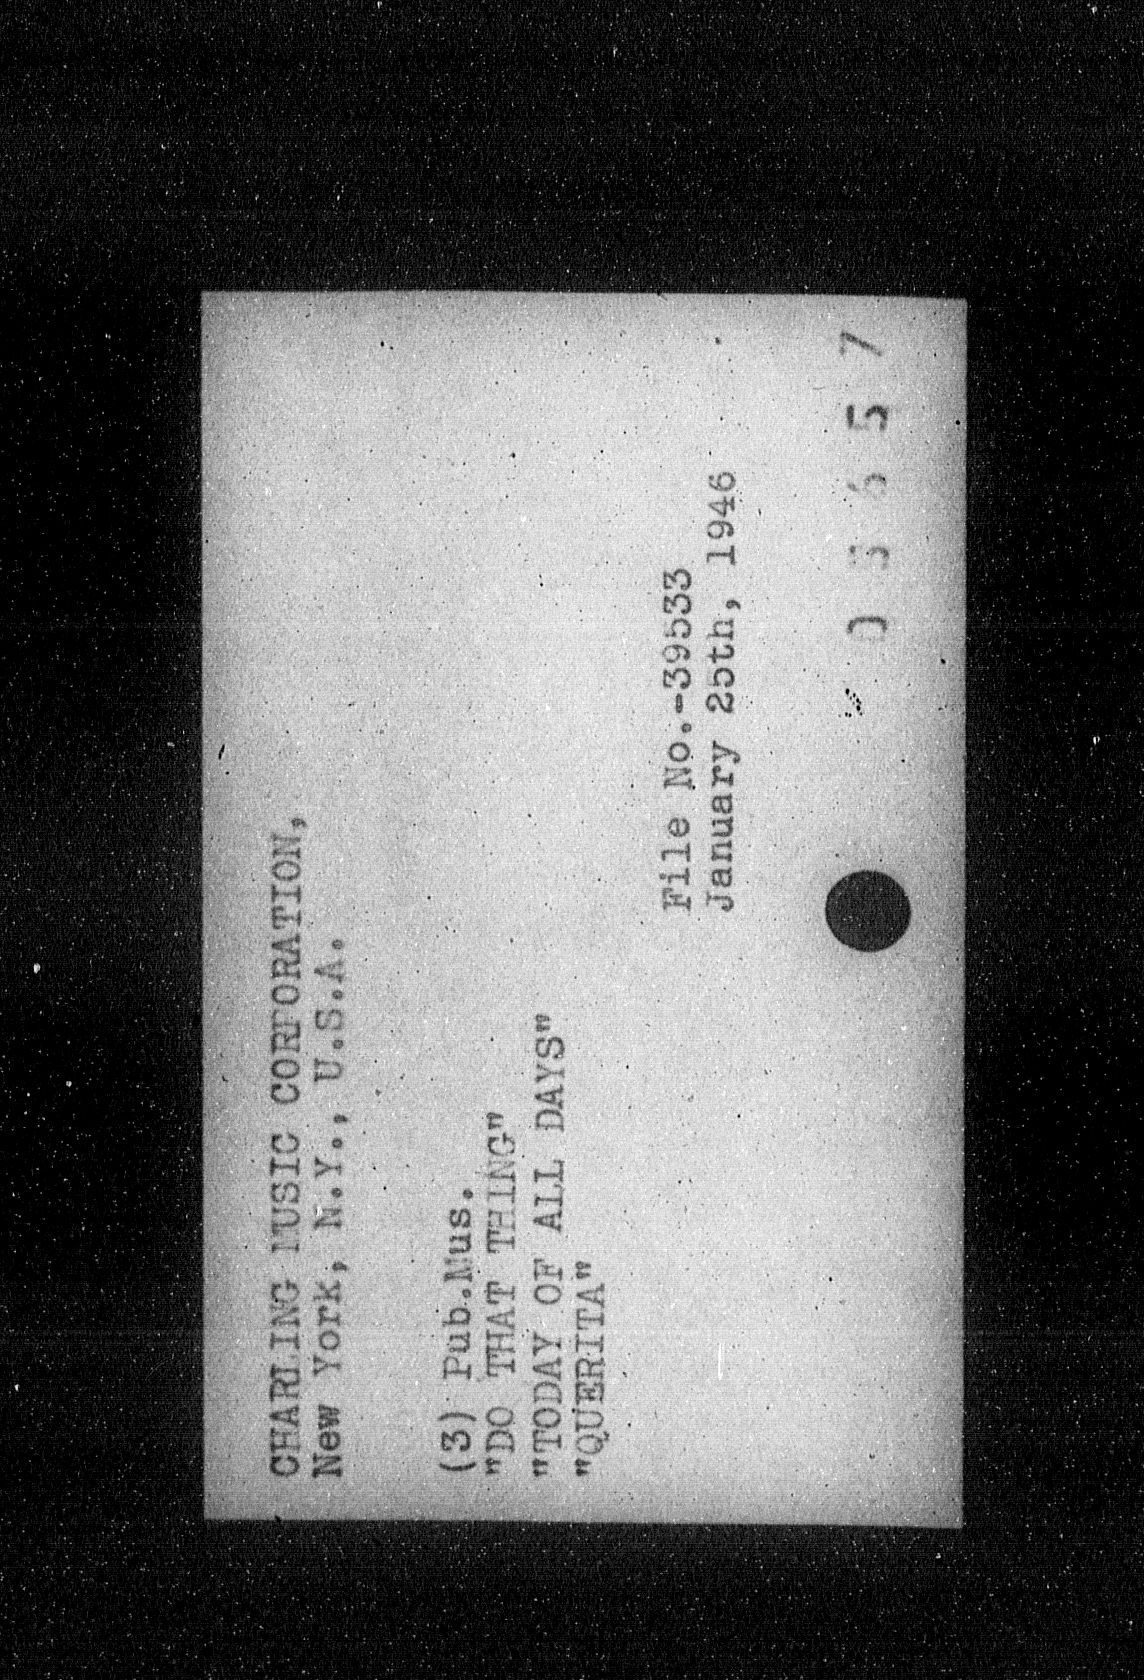 CHARLING MUSIC CORPORATION,
New York, N.Y., U.S.A.
(3) Pub.Mus.
"DO THAT THING"
"TODAY OF ALL DAYS"
"QUERITA"
File No.-39533
January 25th, 1946
03657